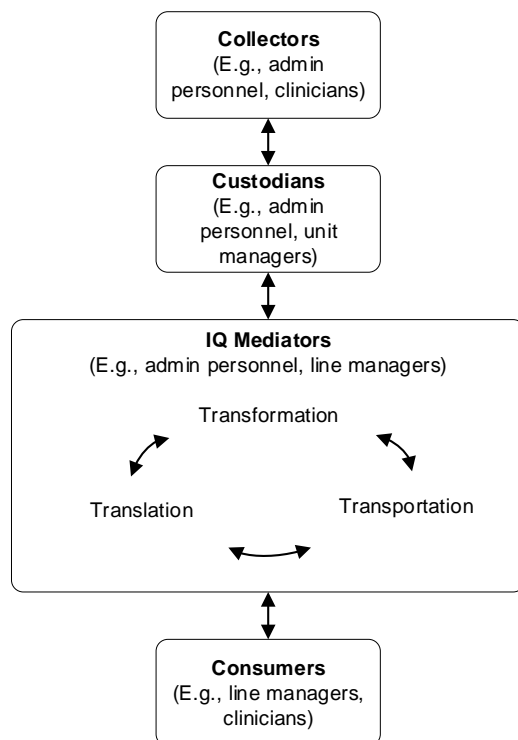 Collectors
(E.g., admin
personnel, clinicians)
Custodians
(E.g., admin
personnel, unit
managers)
IQ Mediators
(E.g., admin personnel, line managers)
Transformation
Translation
Transportation
Consumers
(E.g., line managers,
clinicians)